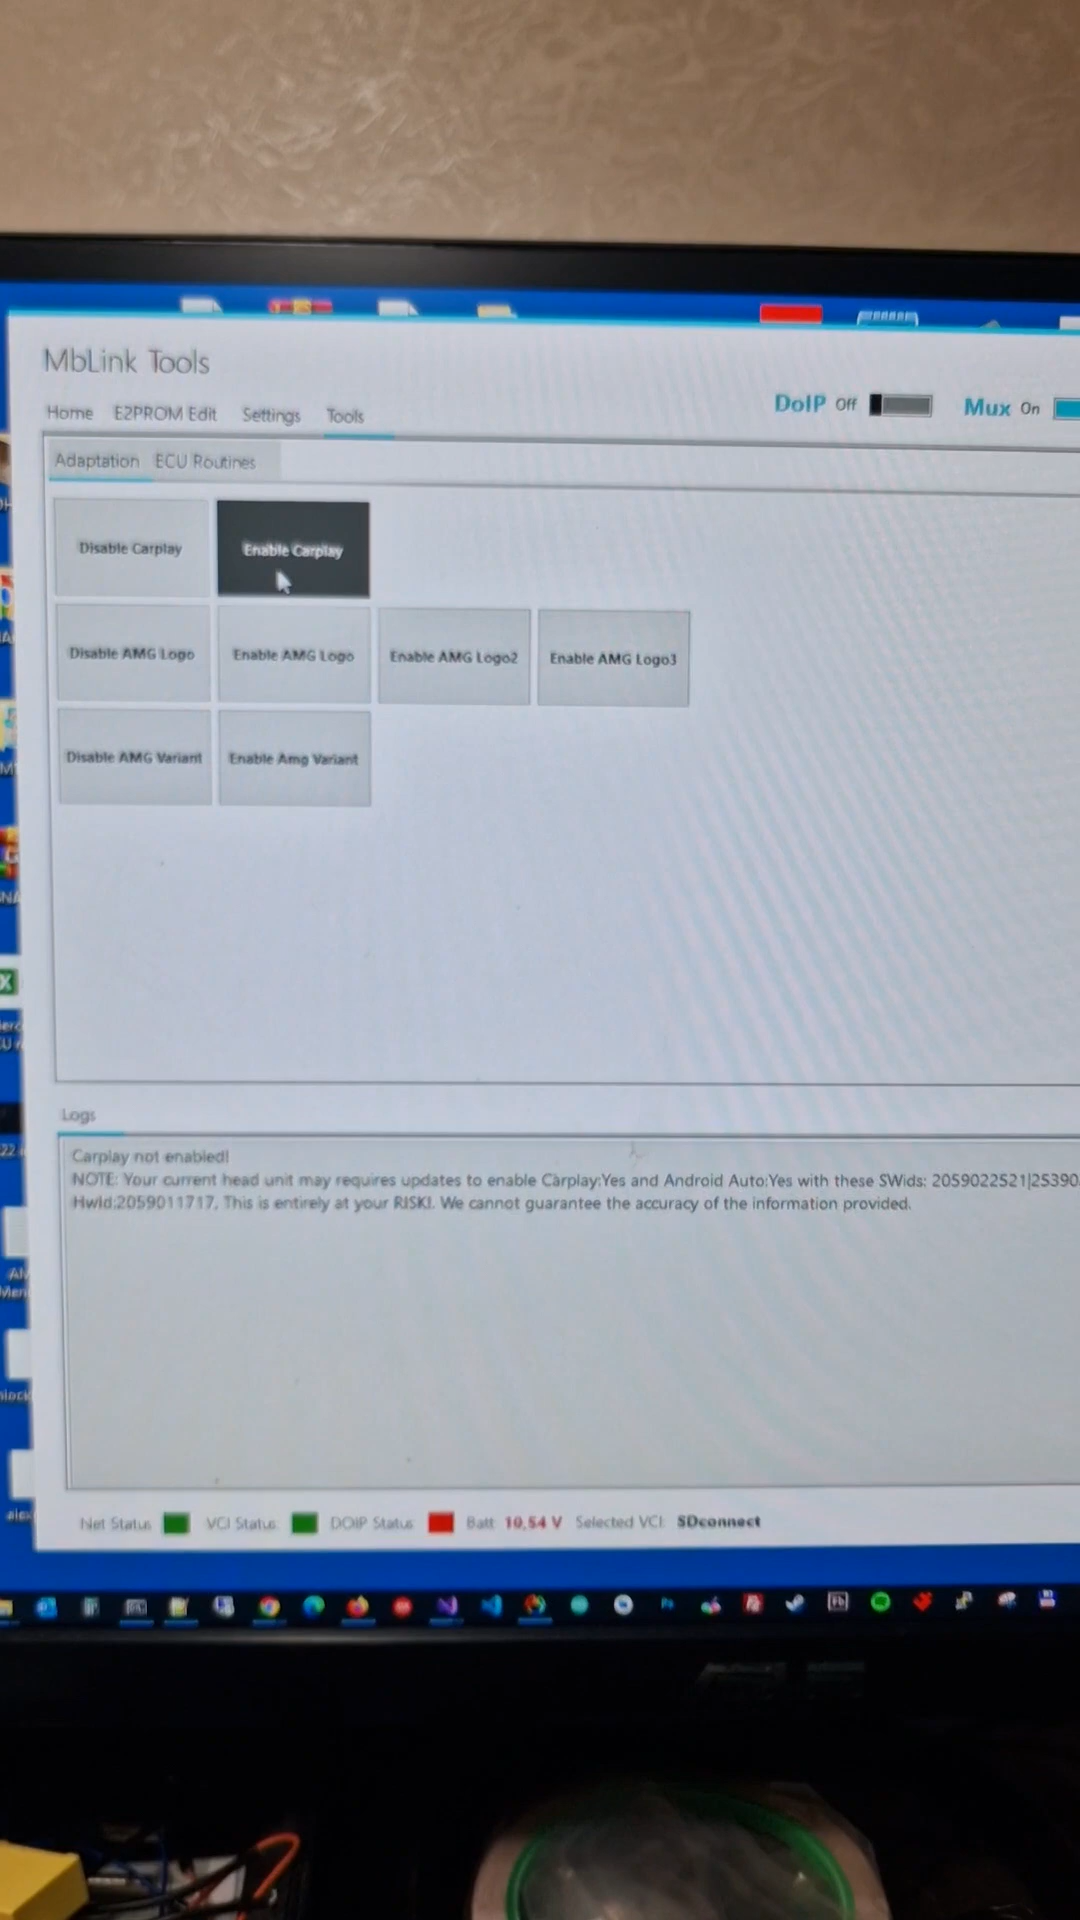 MbLink Tools
Home E2PROM Edit Settings Tools
DoIP Off Mux On
Adaptation ECU Routines
Disable Carplay Enable Carplay
Disable AMG Logo Enable AMG Logo Enable AMG Logo2 Enable AMG Logo3
Disable AMG Variant Enable Amg Variant
Logs
Carplay not enabled!
NOTE: Your current head unit may requires updates to enable Carplay:Yes and Android Auto:Yes with these SWids: 2059022521|25390
HwId:2059011717, This is entirely at your RISK!. We cannot guarantee the accuracy of the information provided.
Net Status VCI Status DOIP Status Batt 10,54 V Selected VCI: SDconnect